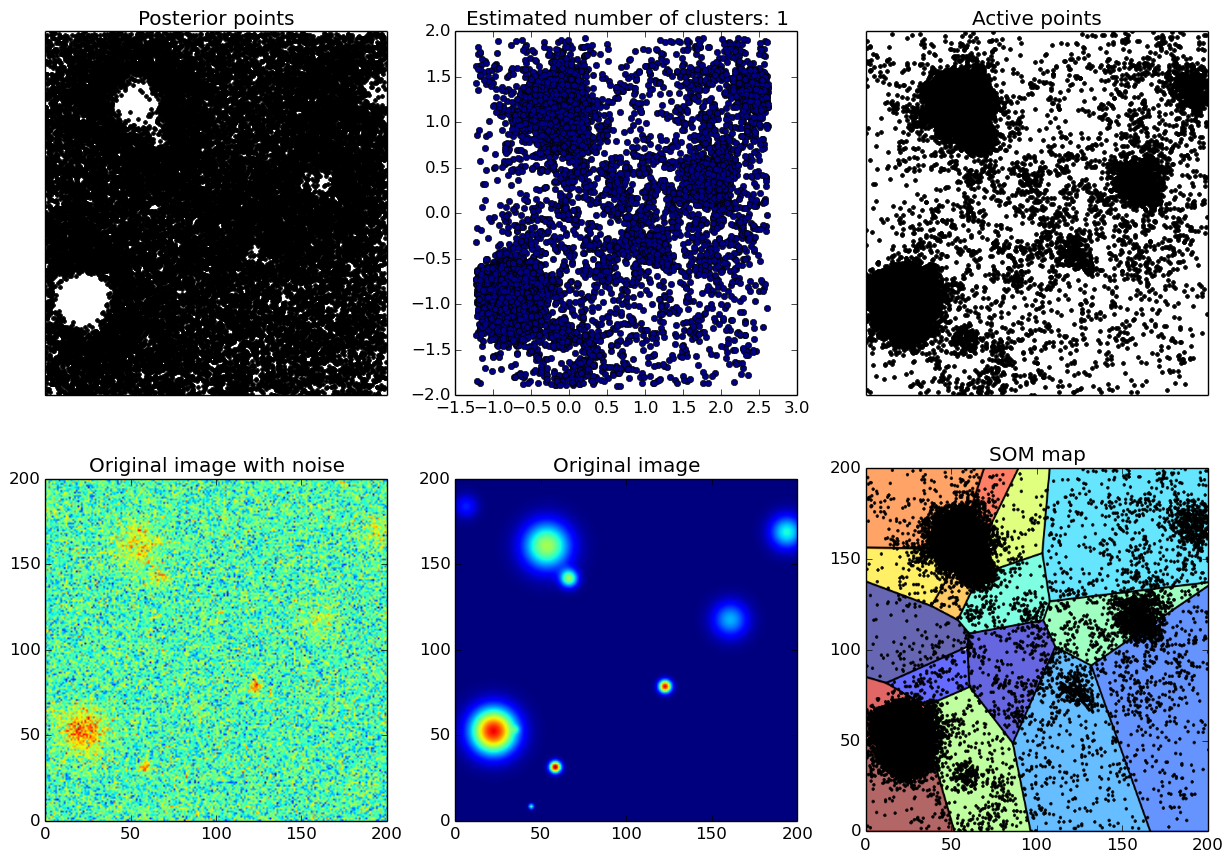 Posterior points
Estimated number of clusters: 1
Active points
2.0
1.5
1.0
0.5
0.0
−0.5
−1.0
−1.5
−2.0
−1.5 −1.0 −0.5 0.0 0.5 1.0 1.5 2.0 2.5 3.0
Original image with noise
Original image
SOM map
200
150
100
50
0
0 50 100 150 200
200
150
100
50
0
0 50 100 150 200
200
150
100
50
0
0 50 100 150 200